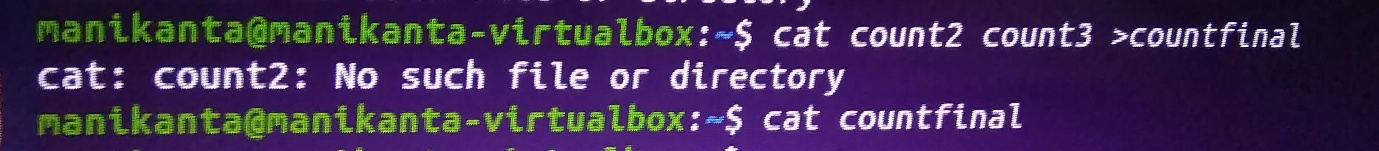 manikanta@manikanta-virtualbox:~$ cat count2 count3 >countfinal
cat: count2: No such file or directory
manikanta@manikanta-virtualbox:~$ cat countfinal